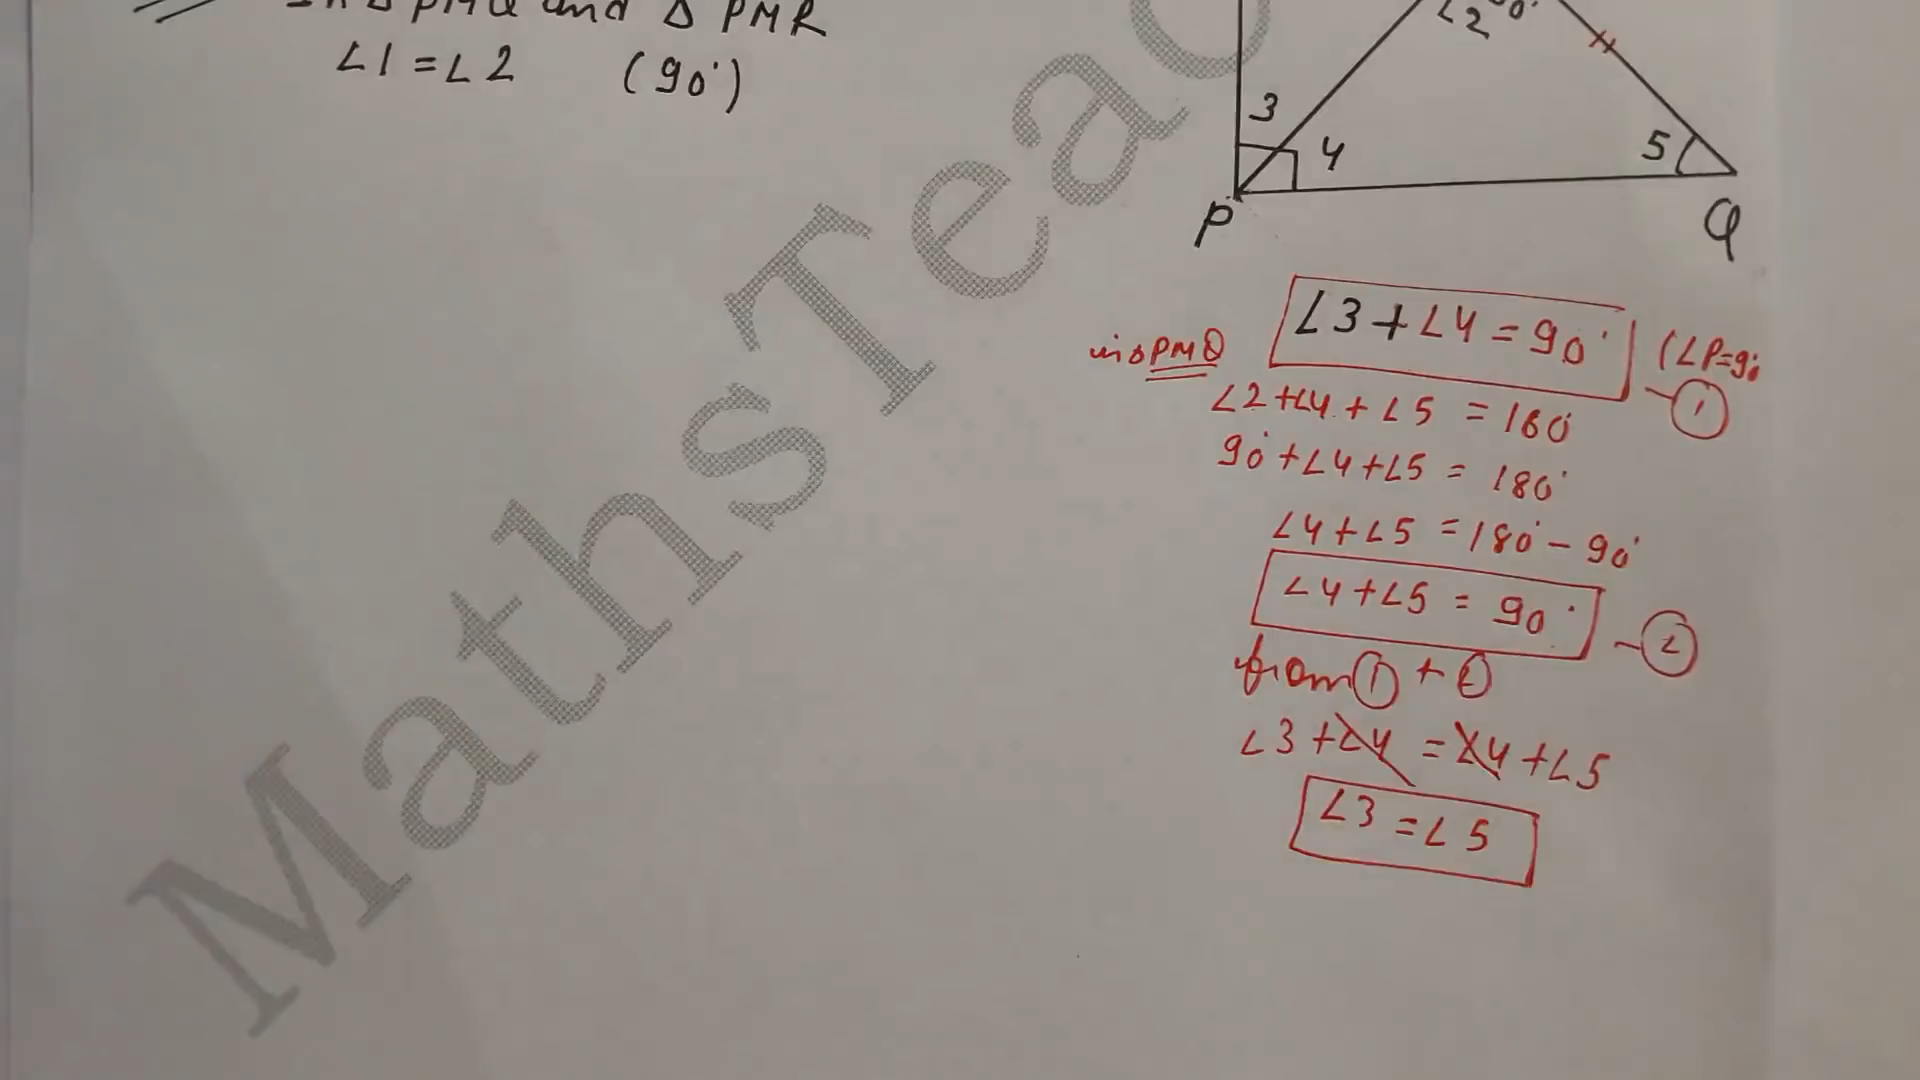 In Δ PMQ and Δ PMR
∠1 = ∠2 (90°)
∠2 90°
3
4
5
P
Q
∠3 + ∠4 = 90° (∠P = 90
in Δ PMQ
1
∠2 + ∠4 + ∠5 = 180
90° + ∠4 + ∠5 = 180°
∠4 + ∠5 = 180° - 90°
∠4 + ∠5 = 90° - 2
from 1 + 2
∠3 + ∠4 = ∠4 + ∠5
∠3 = ∠5
MathsTeac